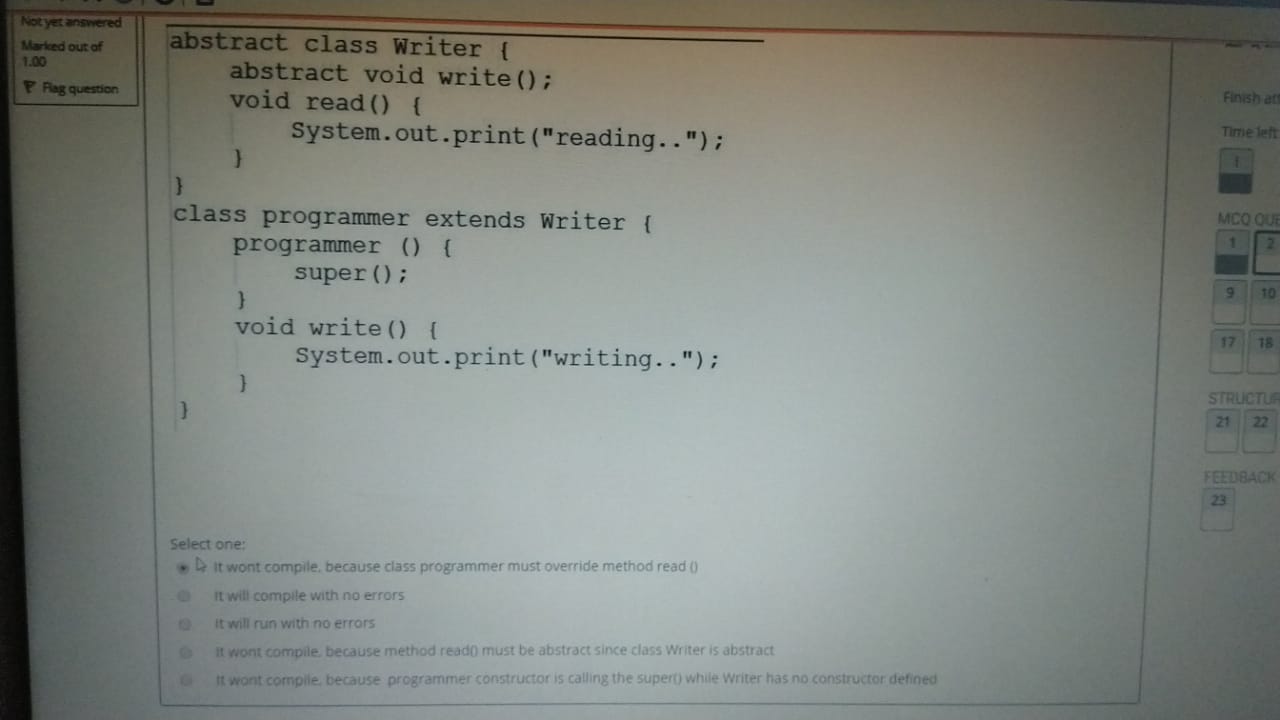 Not yet answered
Marked out of
1.00
Flag question
abstract class Writer {
abstract void write();
void read() {
System.out.print("reading..");
}
}
class programmer extends Writer {
programmer () {
super();
}
void write() {
System.out.print("writing..");
}
}
Select one:
It wont compile, because class programmer must override method read ()
It will compile with no errors
It will run with no errors
It wont compile, because method read() must be abstract since class Writer is abstract
It wont compile, because programmer constructor is calling the super() while Writer has no constructor defined
Finish
Time left
i
MCQ
1 2
9 10
17 18
21 22
FEEDBACK
23